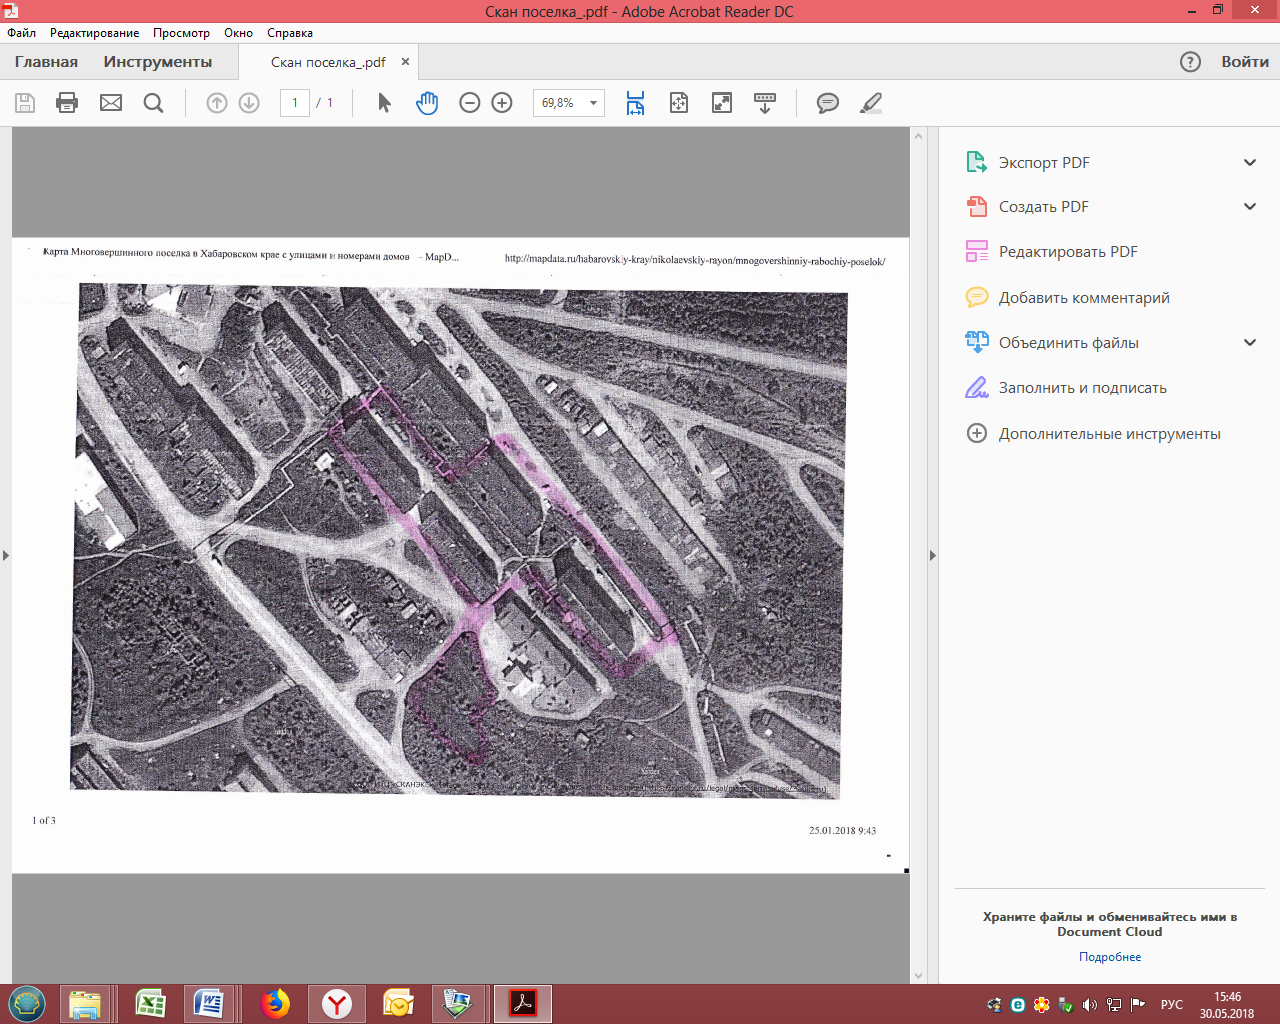 Скан поселка_.pdf - Adobe Acrobat Reader DC
Файл Редактирование Просмотр Окно Справка
Главная Инструменты Скан поселка_.pdf × Войти
1 / 1 69,8%
Экспорт PDF
Создать PDF
Редактировать PDF
Добавить комментарий
Объединить файлы
Заполнить и подписать
Дополнительные инструменты
Карта Многовершинного поселка в Хабаровском крае с улицами и номерами домов - MapD... http://mapdata.ru/habarovskiy-kray/nikolaevskiy-rayon/mnogovershinniy-rabochiy-poselok/
1 of 3
25.01.2018 9:43
Храните файлы и обменивайтесь ими в
Document Cloud
Подробнее
РУС
15:46
30.05.2018